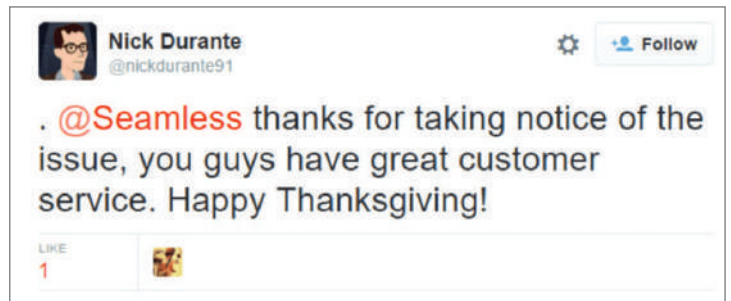 Nick Durante
@nickdurante91
Follow
. @Seamless thanks for taking notice of the
issue, you guys have great customer
service. Happy Thanksgiving!
LIKE
1